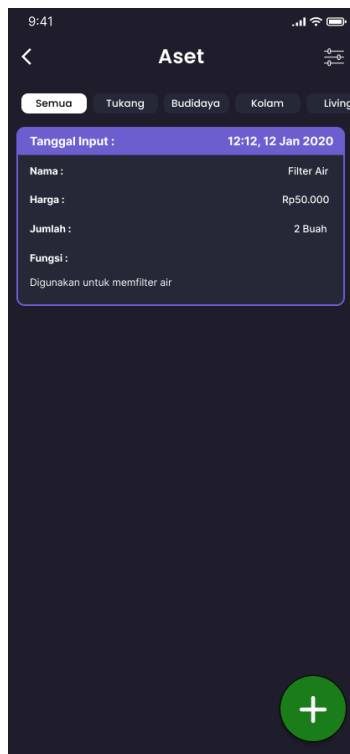 9:41
Aset
Semua Tukang Budidaya Kolam Living
Tanggal Input : 12:12, 12 Jan 2020
Nama : Filter Air
Harga : Rp50.000
Jumlah : 2 Buah
Fungsi :
Digunakan untuk memfilter air